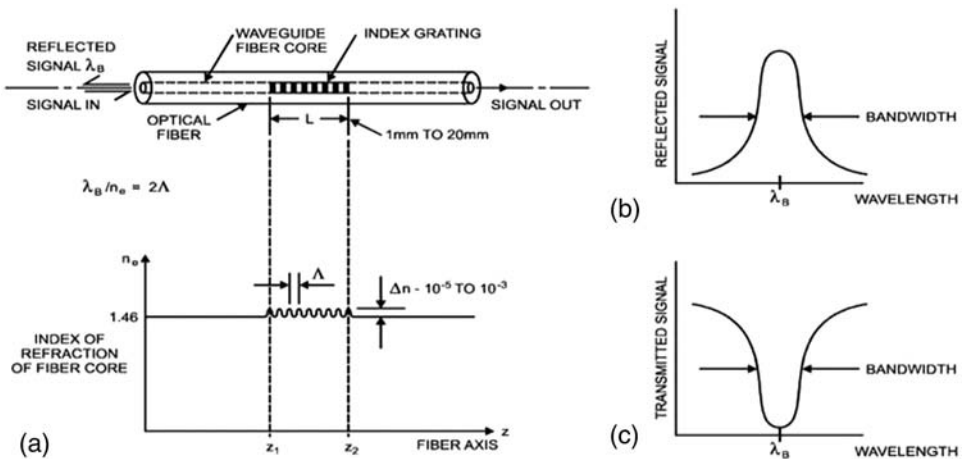 REFLECTED
SIGNAL λB
SIGNAL IN
WAVEGUIDE
FIBER CORE
INDEX GRATING
SIGNAL OUT
OPTICAL
FIBER
L
1mm TO 20mm
λB/ne = 2Λ
ne
Λ
Δn - 10⁻⁵ TO 10⁻³
1.46
INDEX OF
REFRACTION
OF FIBER CORE
z1
z2
FIBER AXIS
z
(a)
REFLECTED SIGNAL
BANDWIDTH
λB
WAVELENGTH
(b)
TRANSMITTED SIGNAL
BANDWIDTH
λB
WAVELENGTH
(c)